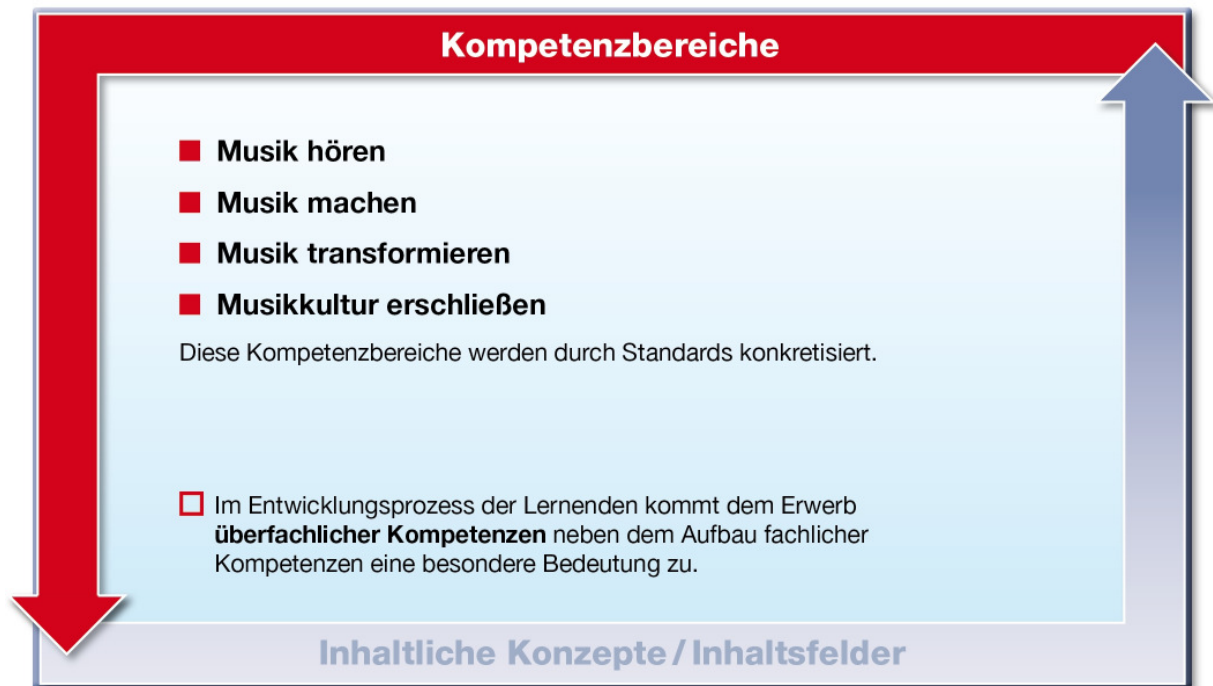 Kompetenzbereiche
Musik hören
Musik machen
Musik transformieren
Musikkultur erschließen
Diese Kompetenzbereiche werden durch Standards konkretisiert.
Im Entwicklungsprozess der Lernenden kommt dem Erwerb
überfachlicher Kompetenzen neben dem Aufbau fachlicher
Kompetenzen eine besondere Bedeutung zu.
Inhaltliche Konzepte / Inhaltsfelder